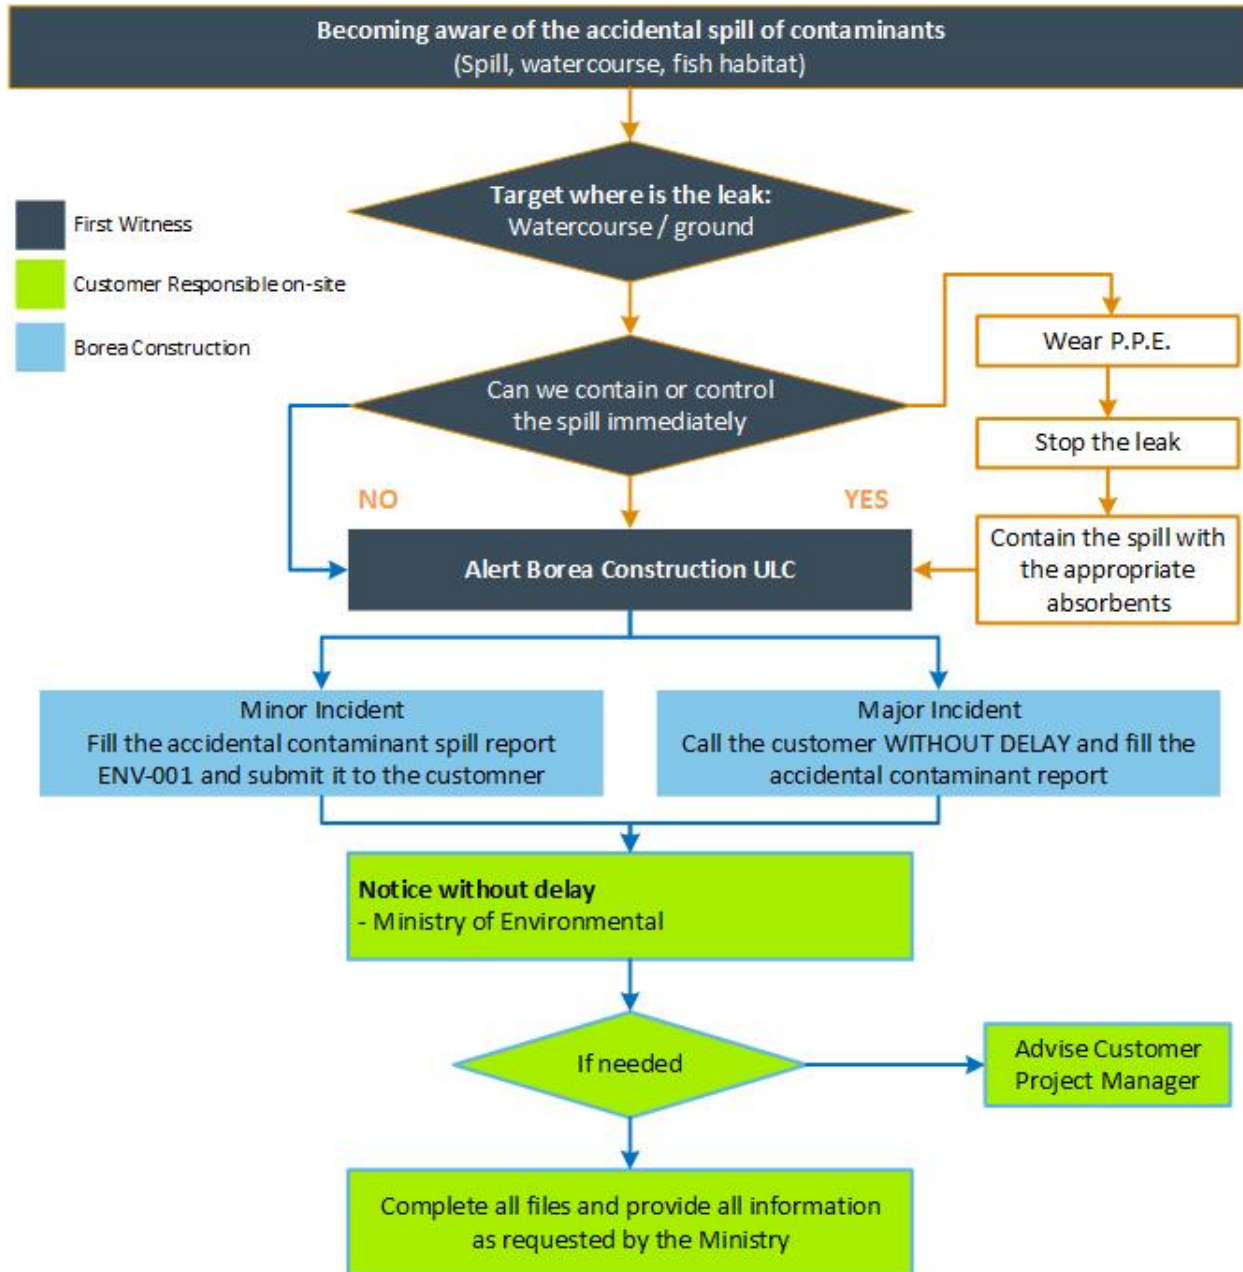 Becoming aware of the accidental spill of contaminants
(Spill, watercourse, fish habitat)
Target where is the leak:
Watercourse / ground
First Witness
Customer Responsible on-site
Borea Construction
Can we contain or control
the spill immediately
Wear P.P.E.
Stop the leak
Contain the spill with
the appropriate
absorbents
NO
YES
Alert Borea Construction ULC
Minor Incident
Fill the accidental contaminant spill report
ENV-001 and submit it to the customner
Major Incident
Call the customer WITHOUT DELAY and fill the
accidental contaminant report
Notice without delay
- Ministry of Environmental
If needed
Advise Customer
Project Manager
Complete all files and provide all information
as requested by the Ministry